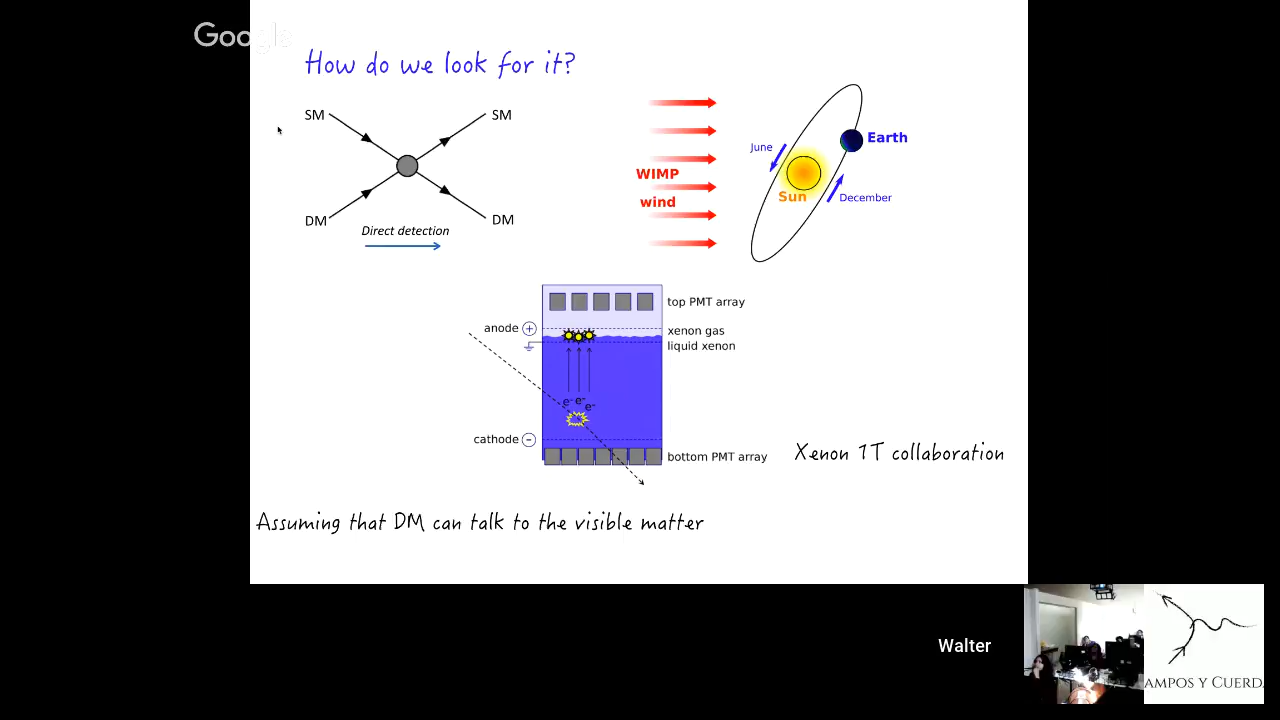 Google
How do we look for it?
SM
SM
DM
DM
Direct detection
WIMP
wind
June
Sun
Earth
December
top PMT array
anode +
xenon gas
liquid xenon
e⁻ e⁻ e⁻
cathode −
bottom PMT array
Xenon 1T collaboration
Assuming that DM can talk to the visible matter
Walter
AMPOS Y CUERD